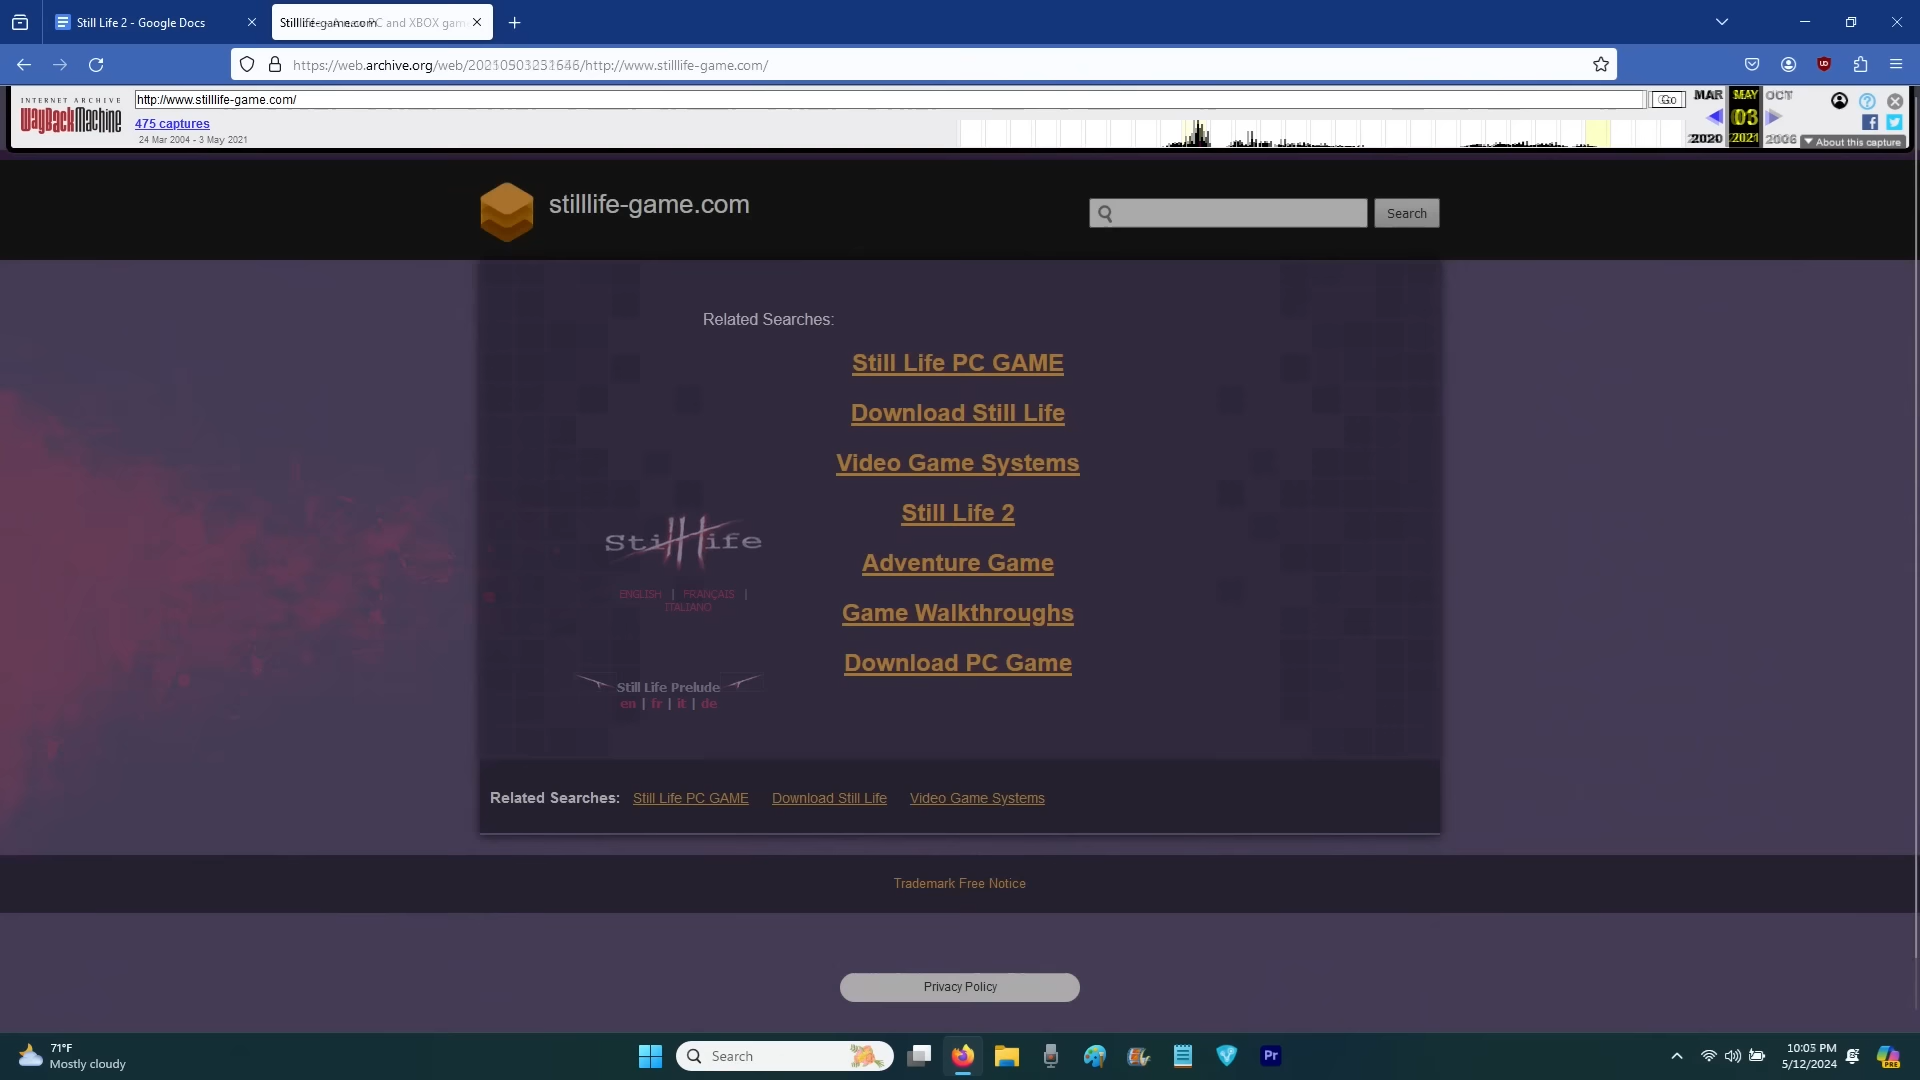 Still Life 2 - Google Docs
https://web.archive.org/web/
/http://www.stilllife-game.com/
INTERNET ARCHIVE
WayBackMachine
http://www.stilllife-game.com/
Go
MAR MAY OCT
475 captures
03
24 Mar 2004 - 3 May 2021
2020 2021 2006
About this capture
stilllife-game.com
Search
Related Searches:
Still Life PC GAME
Download Still Life
Video Game Systems
Still Life 2
Still life
Adventure Game
ENGLISH | FRANÇAIS |
ITALIANO
Game Walkthroughs
Download PC Game
Still Life Prelude
en | fr | it | de
Related Searches: Still Life PC GAME Download Still Life Video Game Systems
Trademark Free Notice
Privacy Policy
71°F
Mostly cloudy
Search
Pr
PM
5/12/2024
PRE